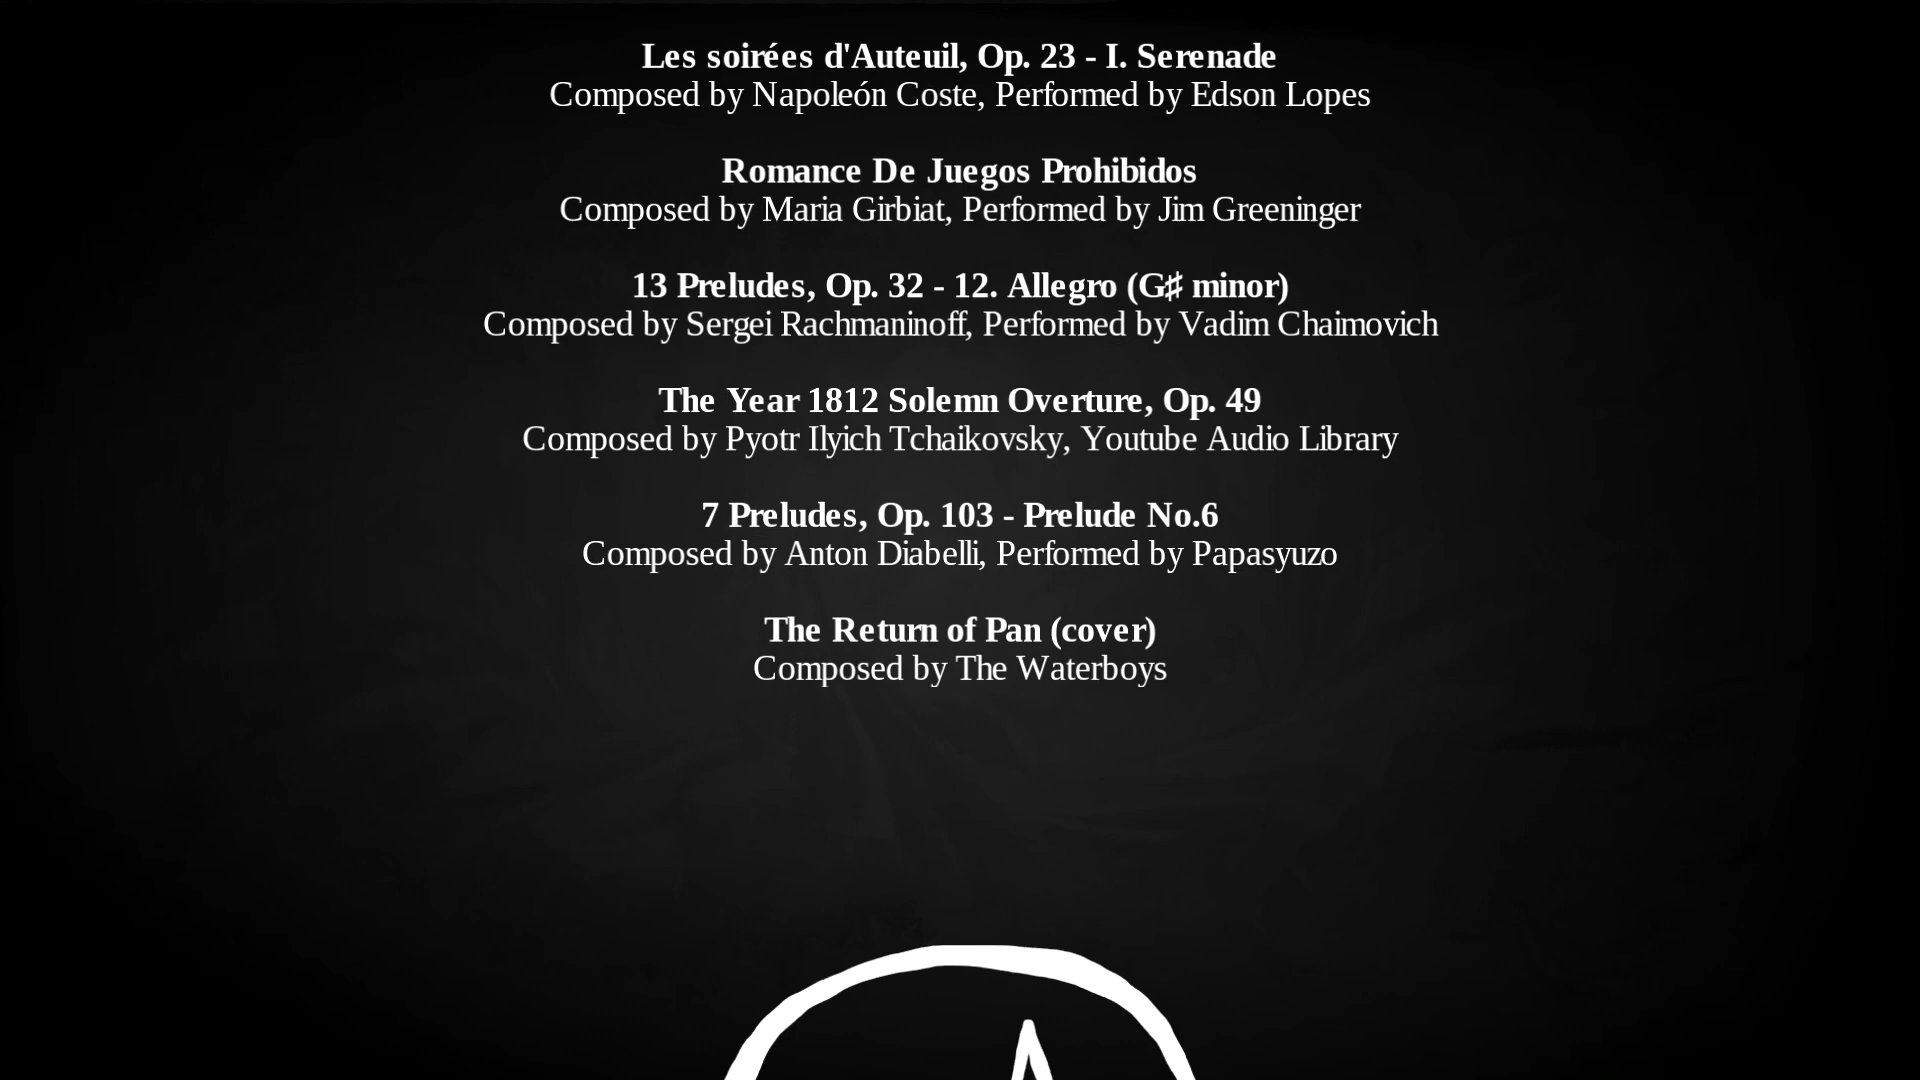 Les soirées d'Auteuil, Op. 23 - I. Serenade
Composed by Napoleón Coste, Performed by Edson Lopes
Romance De Juegos Prohibidos
Composed by Maria Girbiat, Performed by Jim Greeninger
13 Preludes, Op. 32 - 12. Allegro (G♯ minor)
Composed by Sergei Rachmaninoff, Performed by Vadim Chaimovich
The Year 1812 Solemn Overture, Op. 49
Composed by Pyotr Ilyich Tchaikovsky, Youtube Audio Library
7 Preludes, Op. 103 - Prelude No.6
Composed by Anton Diabelli, Performed by Papasyuzo
The Return of Pan (cover)
Composed by The Waterboys